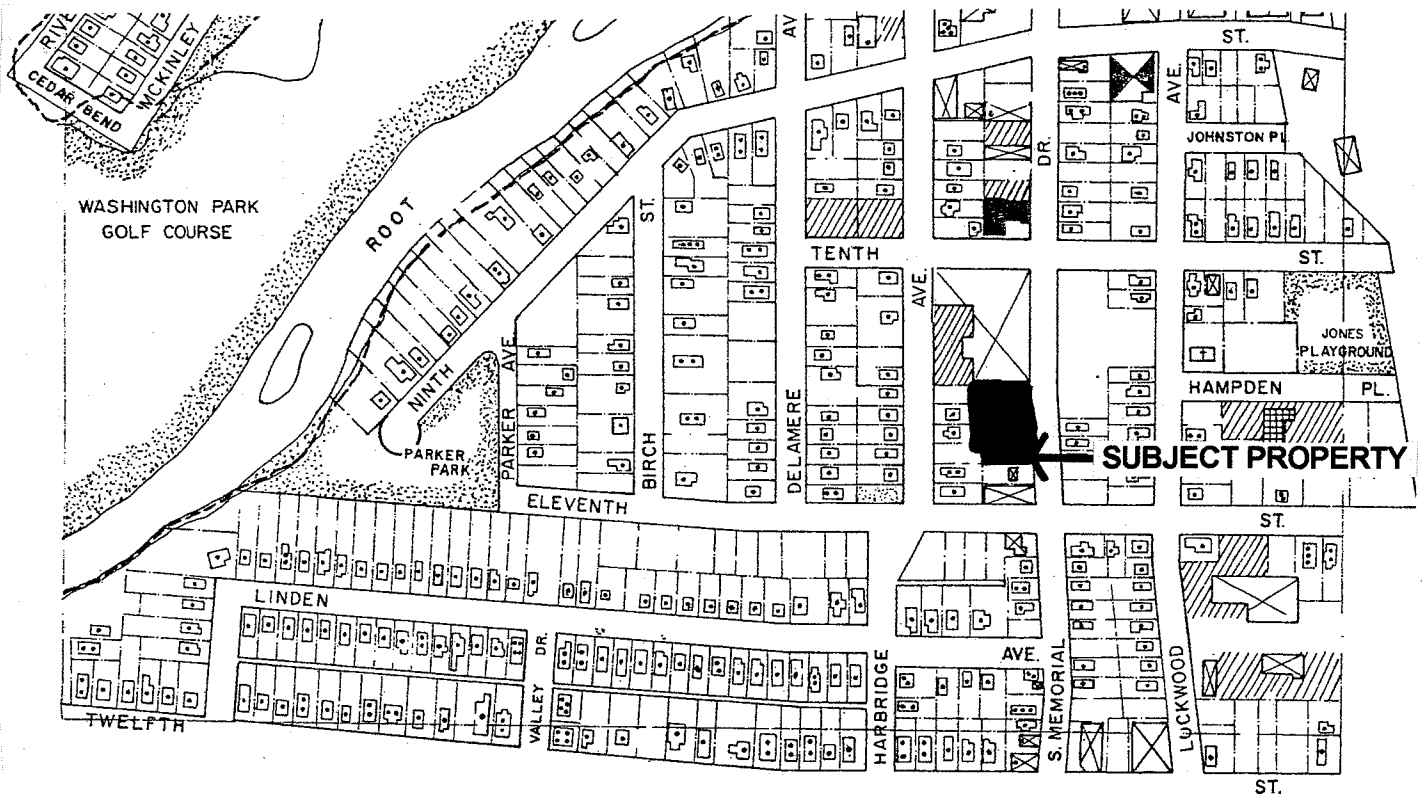 RIVER
MCKINLEY
CEDAR BEND
AVE.
ST.
AVE.
WASHINGTON PARK
GOLF COURSE
ROOT
ST.
DR.
JOHNSTON PL.
TENTH
ST.
AVE.
JONES
PLAYGROUND
PARKER AVE.
NINTH
PARKER
PARK
BIRCH
DELAMERE
HAMPDEN
PL.
SUBJECT PROPERTY
ELEVENTH
ST.
LINDEN
AVE.
VALLEY DR.
HARBRIDGE
S. MEMORIAL
LOCKWOOD
TWELFTH
ST.